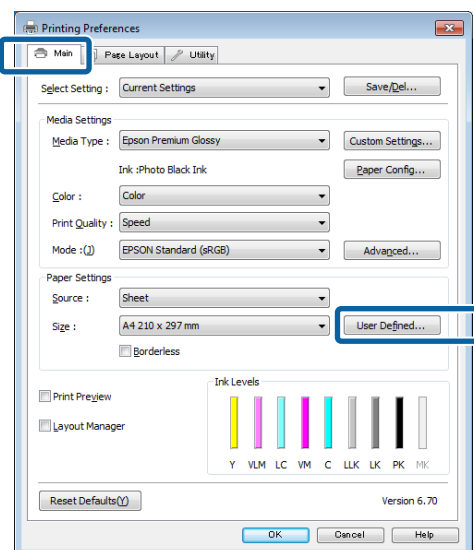 Printing Preferences
Main Page Layout Utility
Select Setting : Current Settings Save/Del...
Media Settings
Media Type : Epson Premium Glossy Custom Settings...
Ink :Photo Black Ink Paper Config...
Color : Color
Print Quality : Speed
Mode :(J) EPSON Standard (sRGB) Advanced...
Paper Settings
Source : Sheet
Size : A4 210 x 297 mm User Defined...
Borderless
Ink Levels
Print Preview
Layout Manager
Y VLM LC VM C LLK LK PK MK
Reset Defaults(Y) Version 6.70
OK Cancel Help